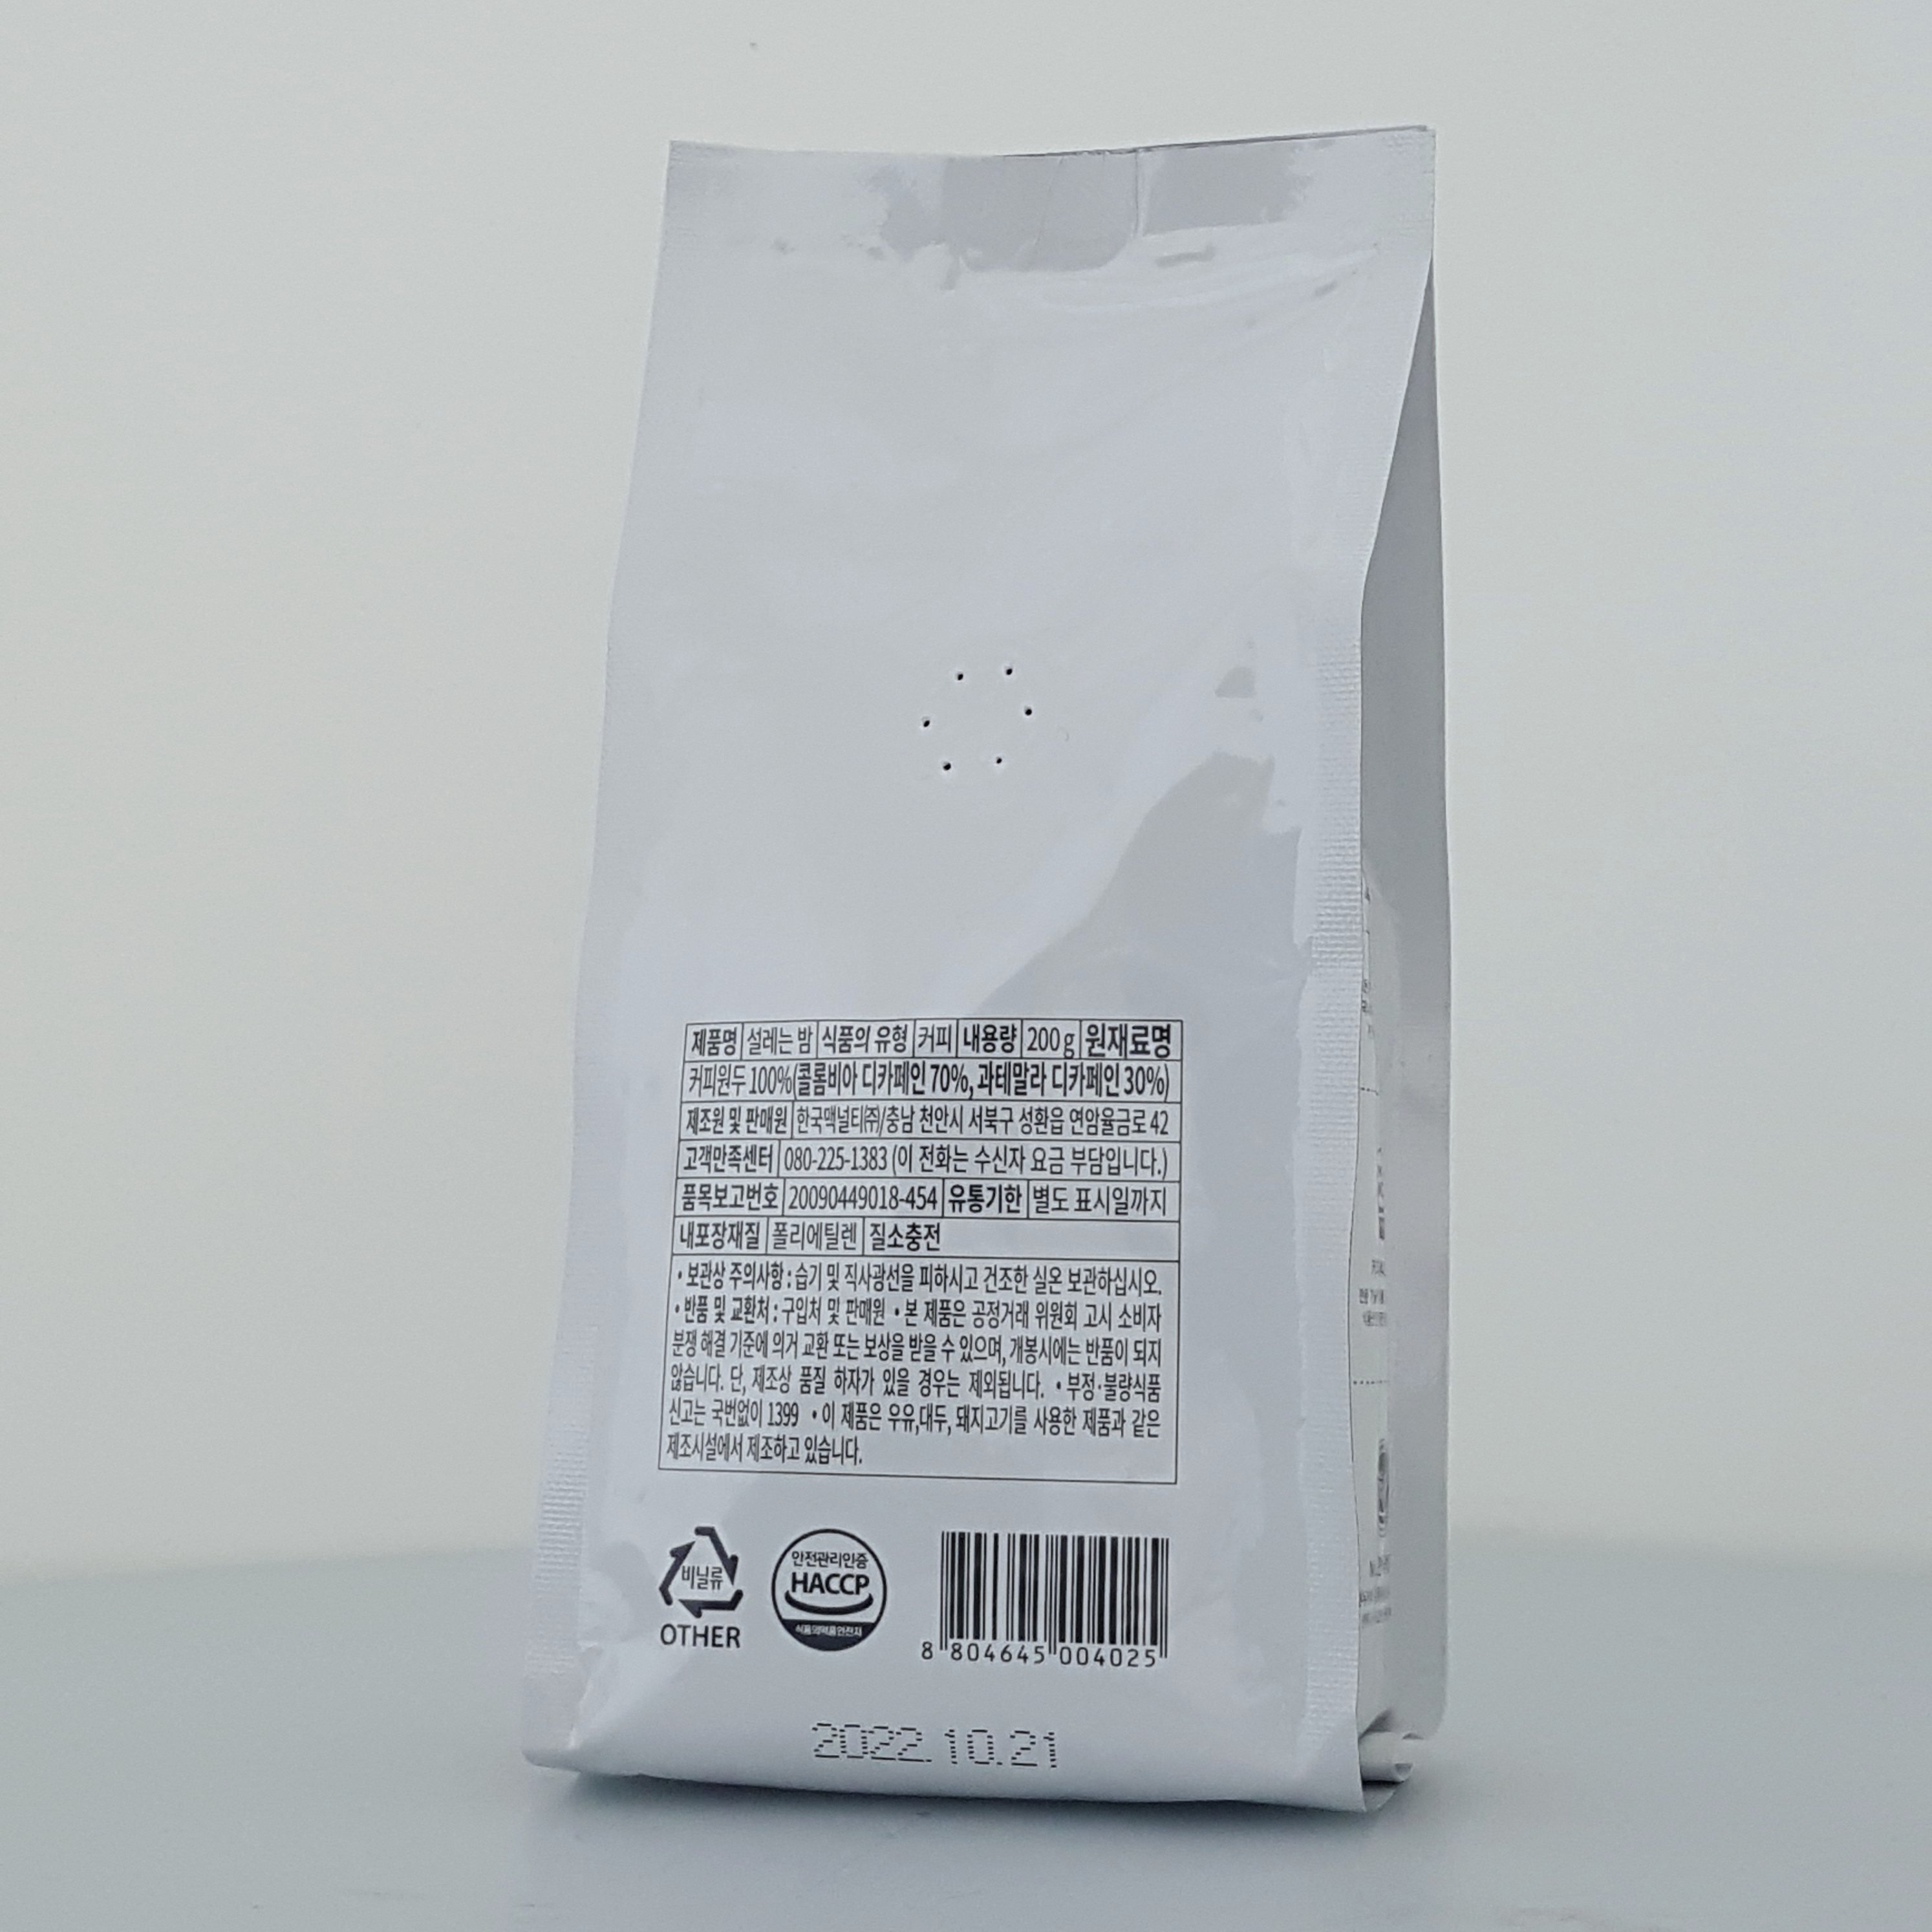 제품명 설레는 밤 식품의 유형 커피 내용량 200g 원재료명
커피원두 100%(콜롬비아 디카페인 70%, 과테말라 디카페인 30%)
제조원 및 판매원 한국맥널티㈜/충남 천안시 서북구 성환읍 연암율금로 42
고객만족센터 080-225-1383 (이 전화는 수신자 요금 부담입니다.)
품목보고번호 20090449018-454 유통기한 별도 표시일까지
내포장재질 폴리에틸렌 질소충전
• 보관상 주의사항 : 습기 및 직사광선을 피하시고 건조한 실온 보관하십시오.
• 반품 및 교환처 : 구입처 및 판매원 • 본 제품은 공정거래 위원회 고시 소비자
분쟁 해결 기준에 의거 교환 또는 보상을 받을 수 있으며, 개봉시에는 반품이 되지
않습니다. 단, 제조상 품질 하자가 있을 경우는 제외됩니다. • 부정·불량식품
신고는 국번없이 1399 • 이 제품은 우유,대두, 돼지고기를 사용한 제품과 같은
제조시설에서 제조하고 있습니다.
비닐류
OTHER
안전관리인증
HACCP
식품의약품안전처
8 804645 004025
2022.10.21